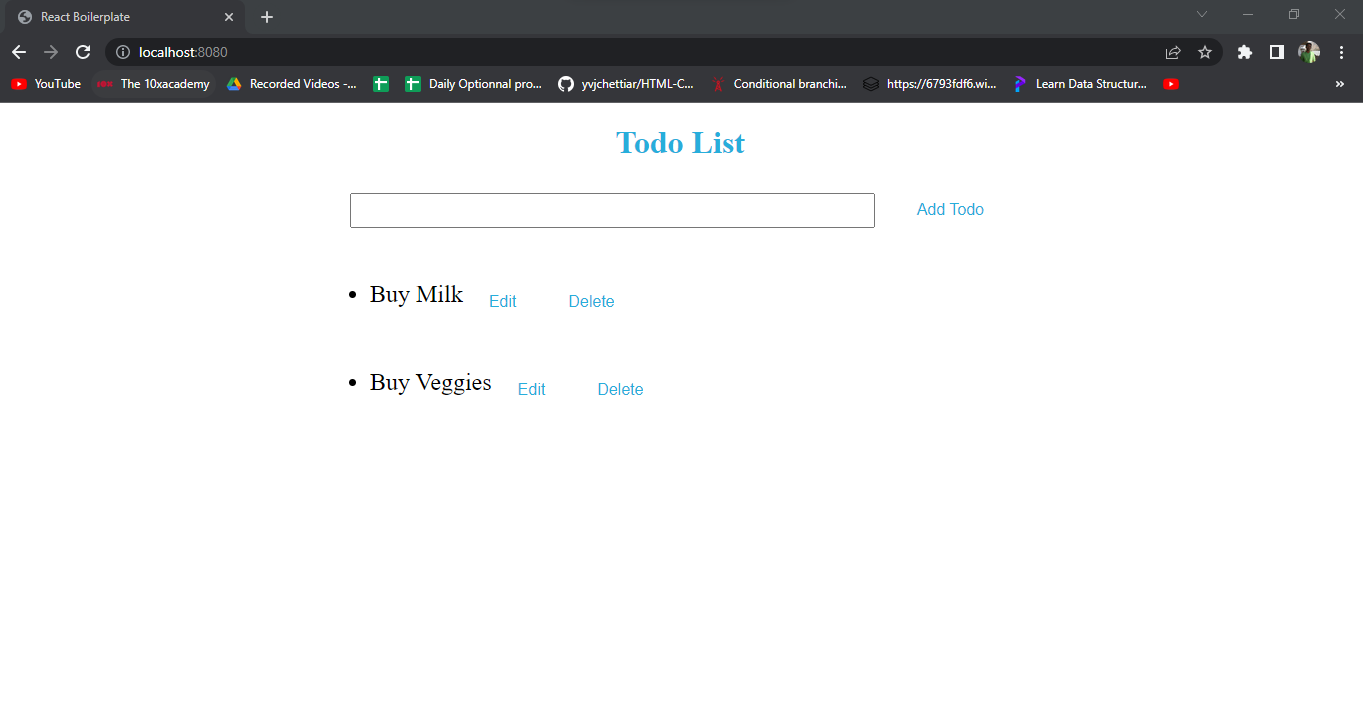 React Boilerplate
localhost:8080
YouTube The 10xacademy Recorded Videos -... Daily Optionnal pro... yvjchettiar/HTML-C... Conditional branchi... https://6793fdf6.wi... Learn Data Structur... »
Todo List
Add Todo
Buy Milk Edit Delete
Buy Veggies Edit Delete